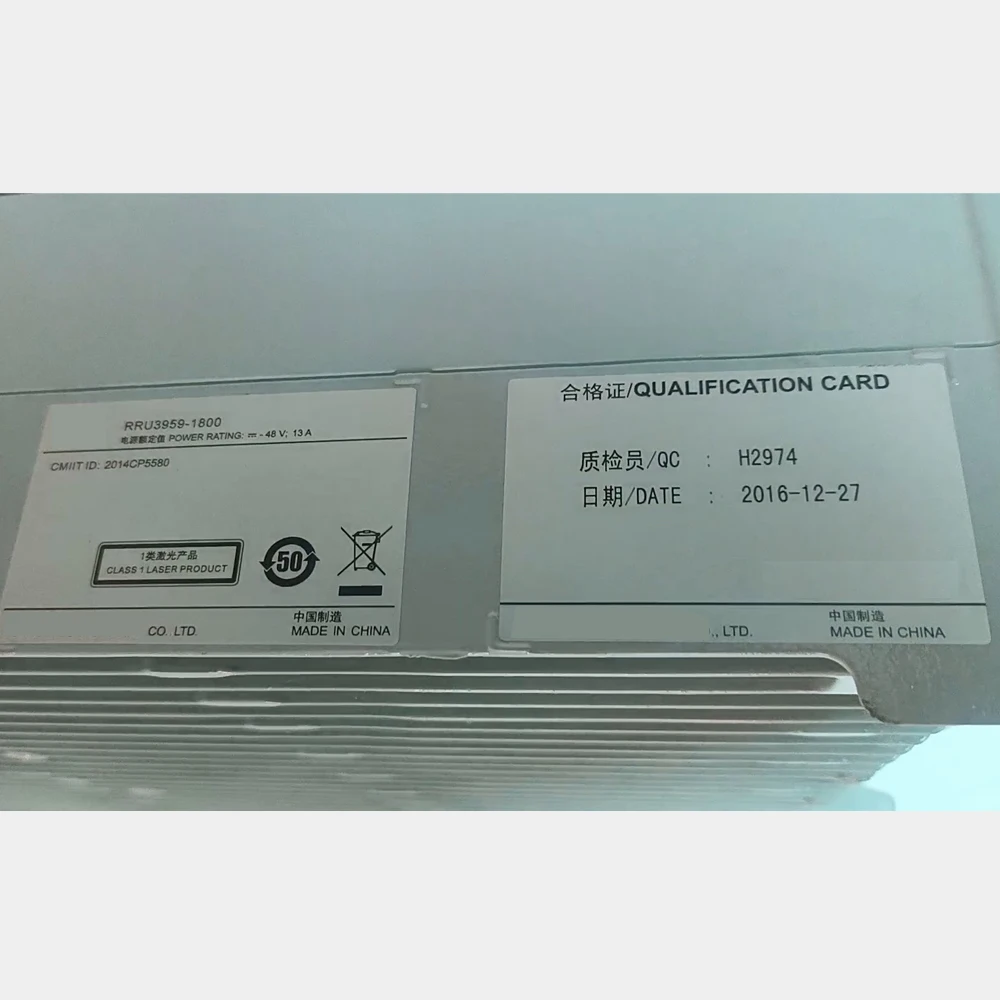 RRU3959-1800
电源额定值 POWER RATING: ⎓ - 48 V; 13 A
CMIIT ID: 2014CP5580
1类激光产品
CLASS 1 LASER PRODUCT
50
中国制造
CO. LTD.
MADE IN CHINA
合格证/QUALIFICATION CARD
质检员/QC : H2974
日期/DATE : 2016-12-27
中国制造
., LTD.
MADE IN CHINA